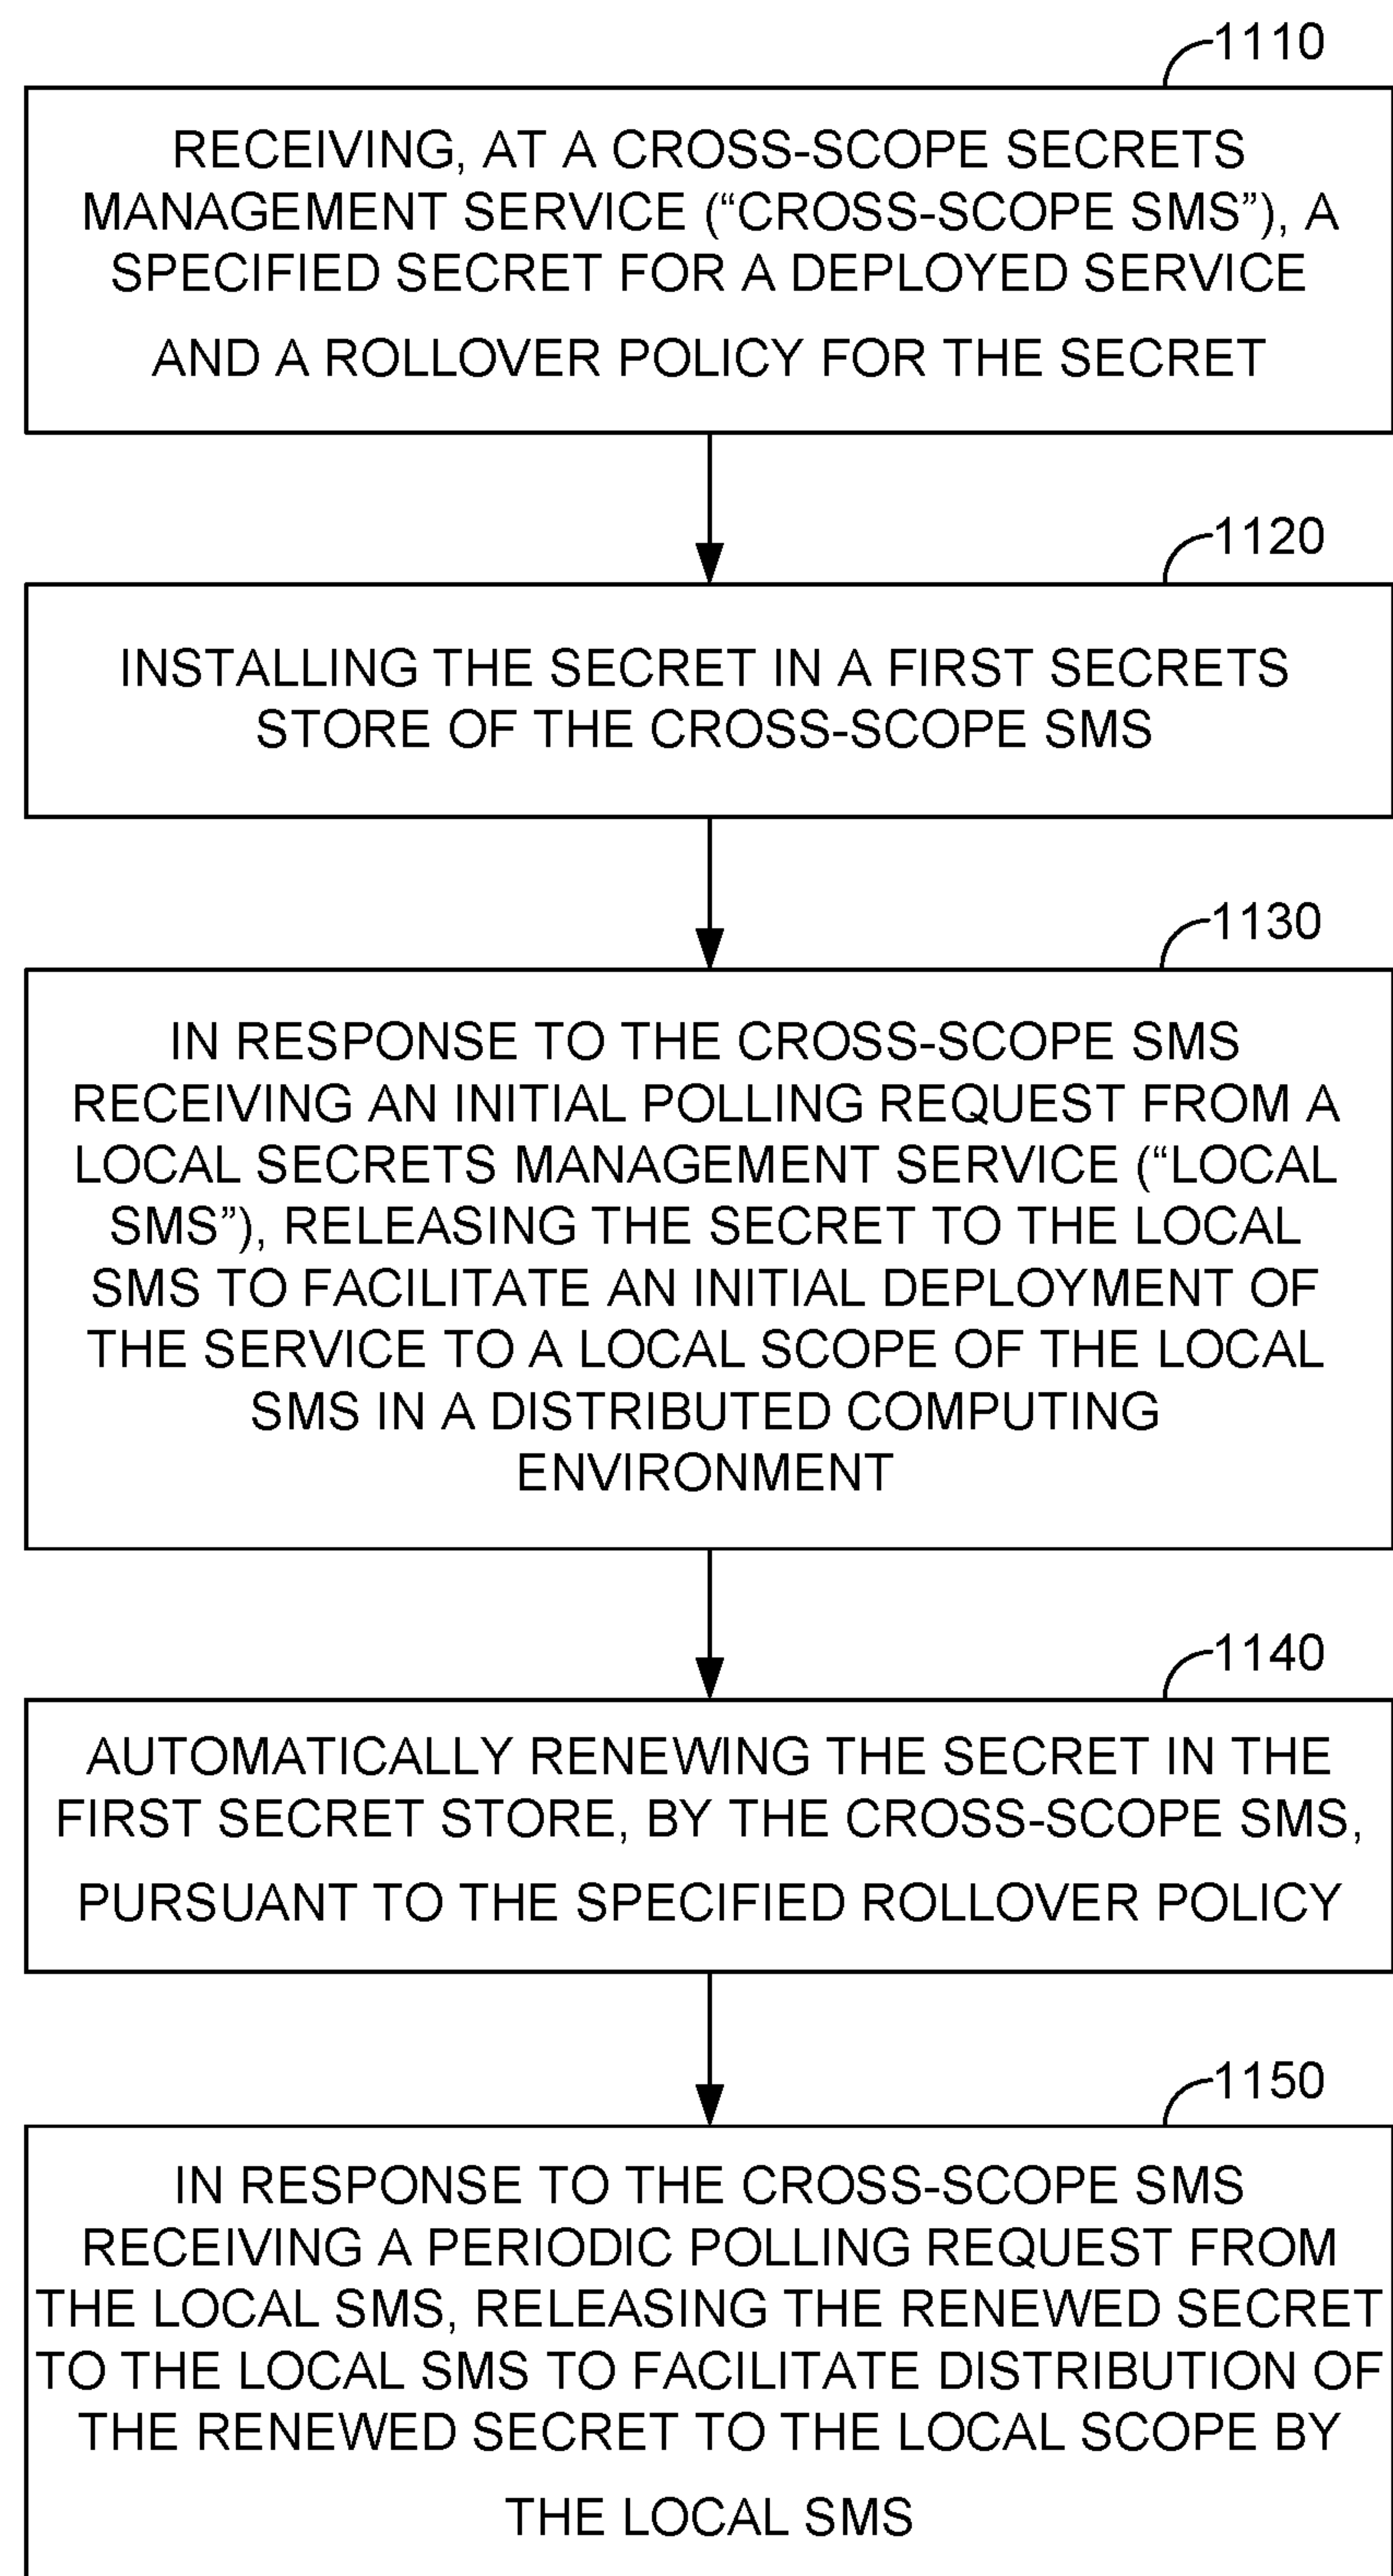 1110
RECEIVING, AT A CROSS-SCOPE SECRETS
MANAGEMENT SERVICE (“CROSS-SCOPE SMS”), A
SPECIFIED SECRET FOR A DEPLOYED SERVICE
AND A ROLLOVER POLICY FOR THE SECRET
1120
INSTALLING THE SECRET IN A FIRST SECRETS
STORE OF THE CROSS-SCOPE SMS
1130
IN RESPONSE TO THE CROSS-SCOPE SMS
RECEIVING AN INITIAL POLLING REQUEST FROM A
LOCAL SECRETS MANAGEMENT SERVICE (“LOCAL
SMS”), RELEASING THE SECRET TO THE LOCAL
SMS TO FACILITATE AN INITIAL DEPLOYMENT OF
THE SERVICE TO A LOCAL SCOPE OF THE LOCAL
SMS IN A DISTRIBUTED COMPUTING
ENVIRONMENT
1140
AUTOMATICALLY RENEWING THE SECRET IN THE
FIRST SECRET STORE, BY THE CROSS-SCOPE SMS,
PURSUANT TO THE SPECIFIED ROLLOVER POLICY
1150
IN RESPONSE TO THE CROSS-SCOPE SMS
RECEIVING A PERIODIC POLLING REQUEST FROM
THE LOCAL SMS, RELEASING THE RENEWED SECRET
TO THE LOCAL SMS TO FACILITATE DISTRIBUTION OF
THE RENEWED SECRET TO THE LOCAL SCOPE BY
THE LOCAL SMS